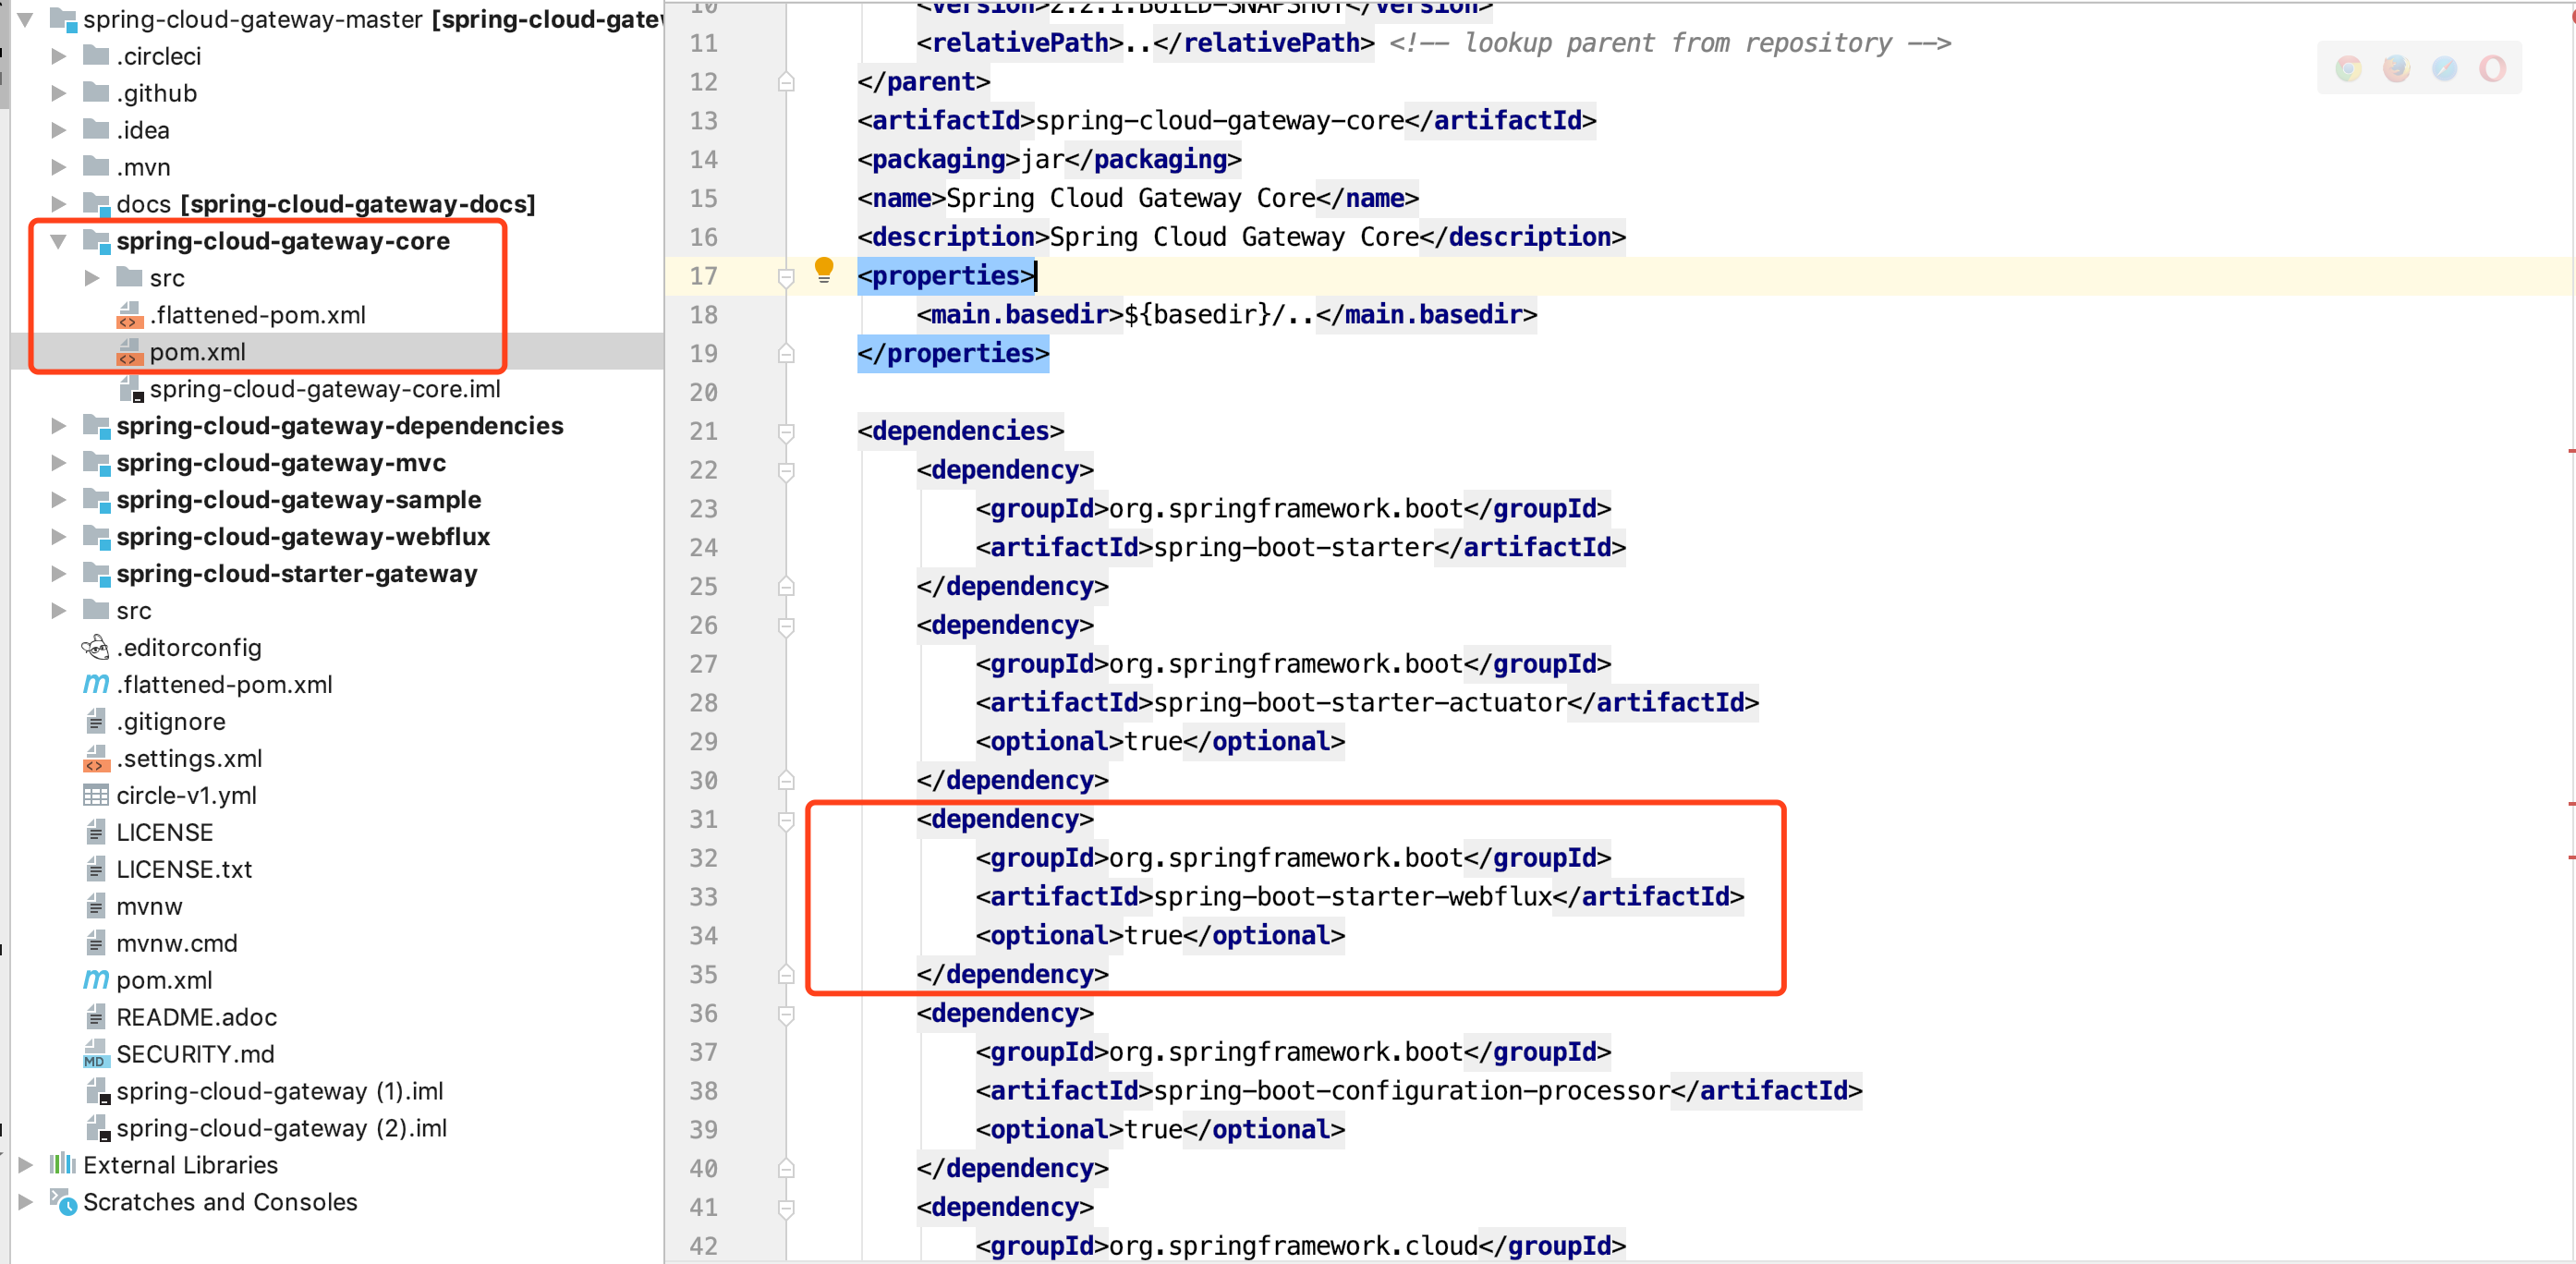 spring-cloud-gateway-master [spring-cloud-gatew
.circleci
.github
.idea
.mvn
docs [spring-cloud-gateway-docs]
spring-cloud-gateway-core
src
.flattened-pom.xml
pom.xml
spring-cloud-gateway-core.iml
spring-cloud-gateway-dependencies
spring-cloud-gateway-mvc
spring-cloud-gateway-sample
spring-cloud-gateway-webflux
spring-cloud-starter-gateway
src
.editorconfig
.flattened-pom.xml
.gitignore
.settings.xml
circle-v1.yml
LICENSE
LICENSE.txt
mvnw
mvnw.cmd
pom.xml
README.adoc
SECURITY.md
spring-cloud-gateway (1).iml
spring-cloud-gateway (2).iml
External Libraries
Scratches and Consoles
10 <version>2.2.1.BUILD-SNAPSHOT</version>
11 <relativePath>..</relativePath> <!-- lookup parent from repository -->
12 </parent>
13 <artifactId>spring-cloud-gateway-core</artifactId>
14 <packaging>jar</packaging>
15 <name>Spring Cloud Gateway Core</name>
16 <description>Spring Cloud Gateway Core</description>
17 <properties>
18 <main.basedir>${basedir}/..</main.basedir>
19 </properties>
20
21 <dependencies>
22 <dependency>
23 <groupId>org.springframework.boot</groupId>
24 <artifactId>spring-boot-starter</artifactId>
25 </dependency>
26 <dependency>
27 <groupId>org.springframework.boot</groupId>
28 <artifactId>spring-boot-starter-actuator</artifactId>
29 <optional>true</optional>
30 </dependency>
31 <dependency>
32 <groupId>org.springframework.boot</groupId>
33 <artifactId>spring-boot-starter-webflux</artifactId>
34 <optional>true</optional>
35 </dependency>
36 <dependency>
37 <groupId>org.springframework.boot</groupId>
38 <artifactId>spring-boot-configuration-processor</artifactId>
39 <optional>true</optional>
40 </dependency>
41 <dependency>
42 <groupId>org.springframework.cloud</groupId>